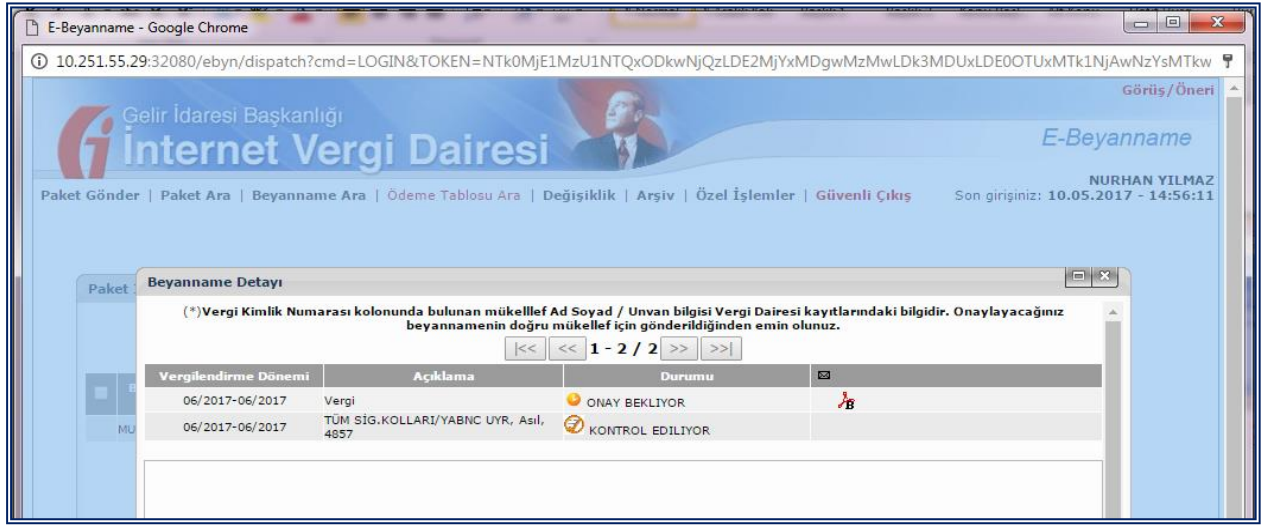 E-Beyanname - Google Chrome
10.251.55.29:32080/ebyn/dispatch?cmd=LOGIN&TOKEN=NTk0MjE1MzU1NTQxODkwNjQzLDE2MjYxMDgwMzMwLDk3MDUxLDE0OTUxMTk1NjAwNzYsMTkw
Görüş/Öneri
Gelir İdaresi Başkanlığı
İnternet Vergi Dairesi
E-Beyanname
NURHAN YILMAZ
Paket Gönder | Paket Ara | Beyanname Ara | Ödeme Tablosu Ara | Değişiklik | Arşiv | Özel İşlemler | Güvenli Çıkış Son girişiniz: 10.05.2017 - 14:56:11
Paket
Beyanname Detayı
(*)Vergi Kimlik Numarası kolonunda bulunan mükelllef Ad Soyad / Unvan bilgisi Vergi Dairesi kayıtlarındaki bilgidir. Onaylayacağınız
beyannamenin doğru mükellef için gönderildiğinden emin olunuz.
|<< << 1 - 2 / 2 >> >>|
Vergilendirme Dönemi Açıklama Durumu
06/2017-06/2017 Vergi ONAY BEKLIYOR
06/2017-06/2017 TÜM SİG.KOLLARI/YABNC UYR, Asıl, 4857 KONTROL EDILIYOR
MU